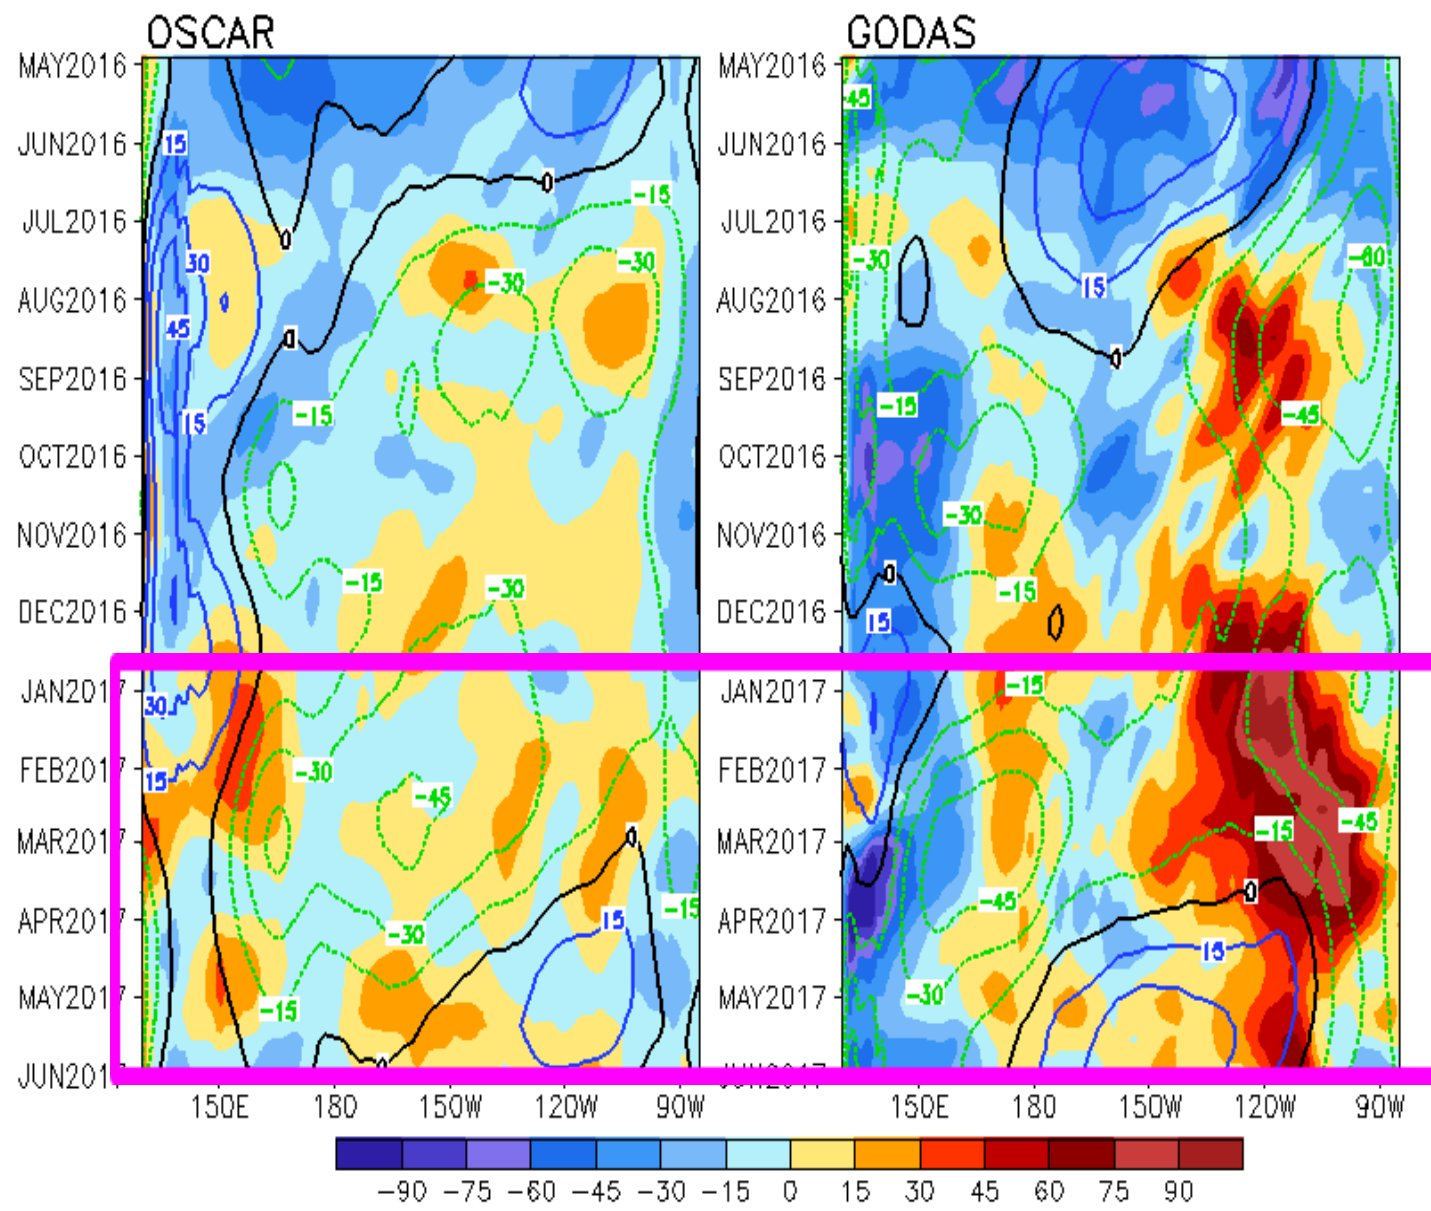 OSCAR GODAS
MAY2016 MAY2016
45
JUN2016 15 JUN2016
0 -15
JUL2016 0 JUL2016
30 -30 -30 -60
-30 15
AUG2016 AUG2016
45 0 0
SEP2016 SEP2016
15 -15 -15 -45
OCT2016 OCT2016
-30
NOV2016 NOV2016
-15 -30 0 -15
DEC2016 DEC2016
15
JAN2017 JAN2017
30 -15
FEB2017 FEB2017
15 -30 -45
MAR2017 0 MAR2017 -15 -45
-15 0
APR2017 -30 15 APR2017 -45
15
MAY2017 MAY2017
-15 -30
JUN2017 0 JUN2017
150E 180 150W 120W 90W 150E 180 150W 120W 90W
-90 -75 -60 -45 -30 -15 0 15 30 45 60 75 90